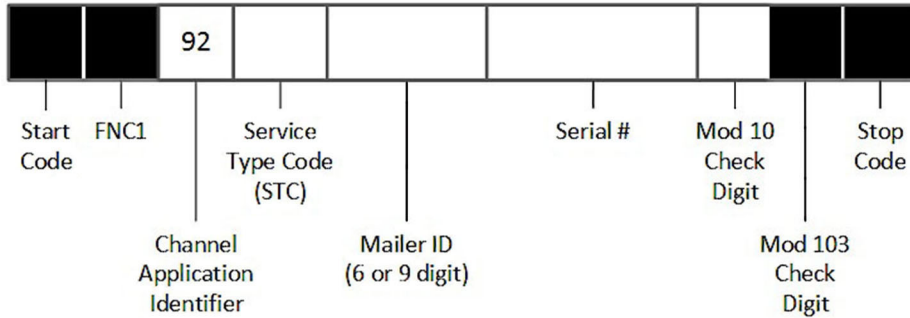 92
Start
Code
FNC1
Service
Type Code
(STC)
Serial #
Mod 10
Check
Digit
Stop
Code
Channel
Application
Identifier
Mailer ID
(6 or 9 digit)
Mod 103
Check
Digit